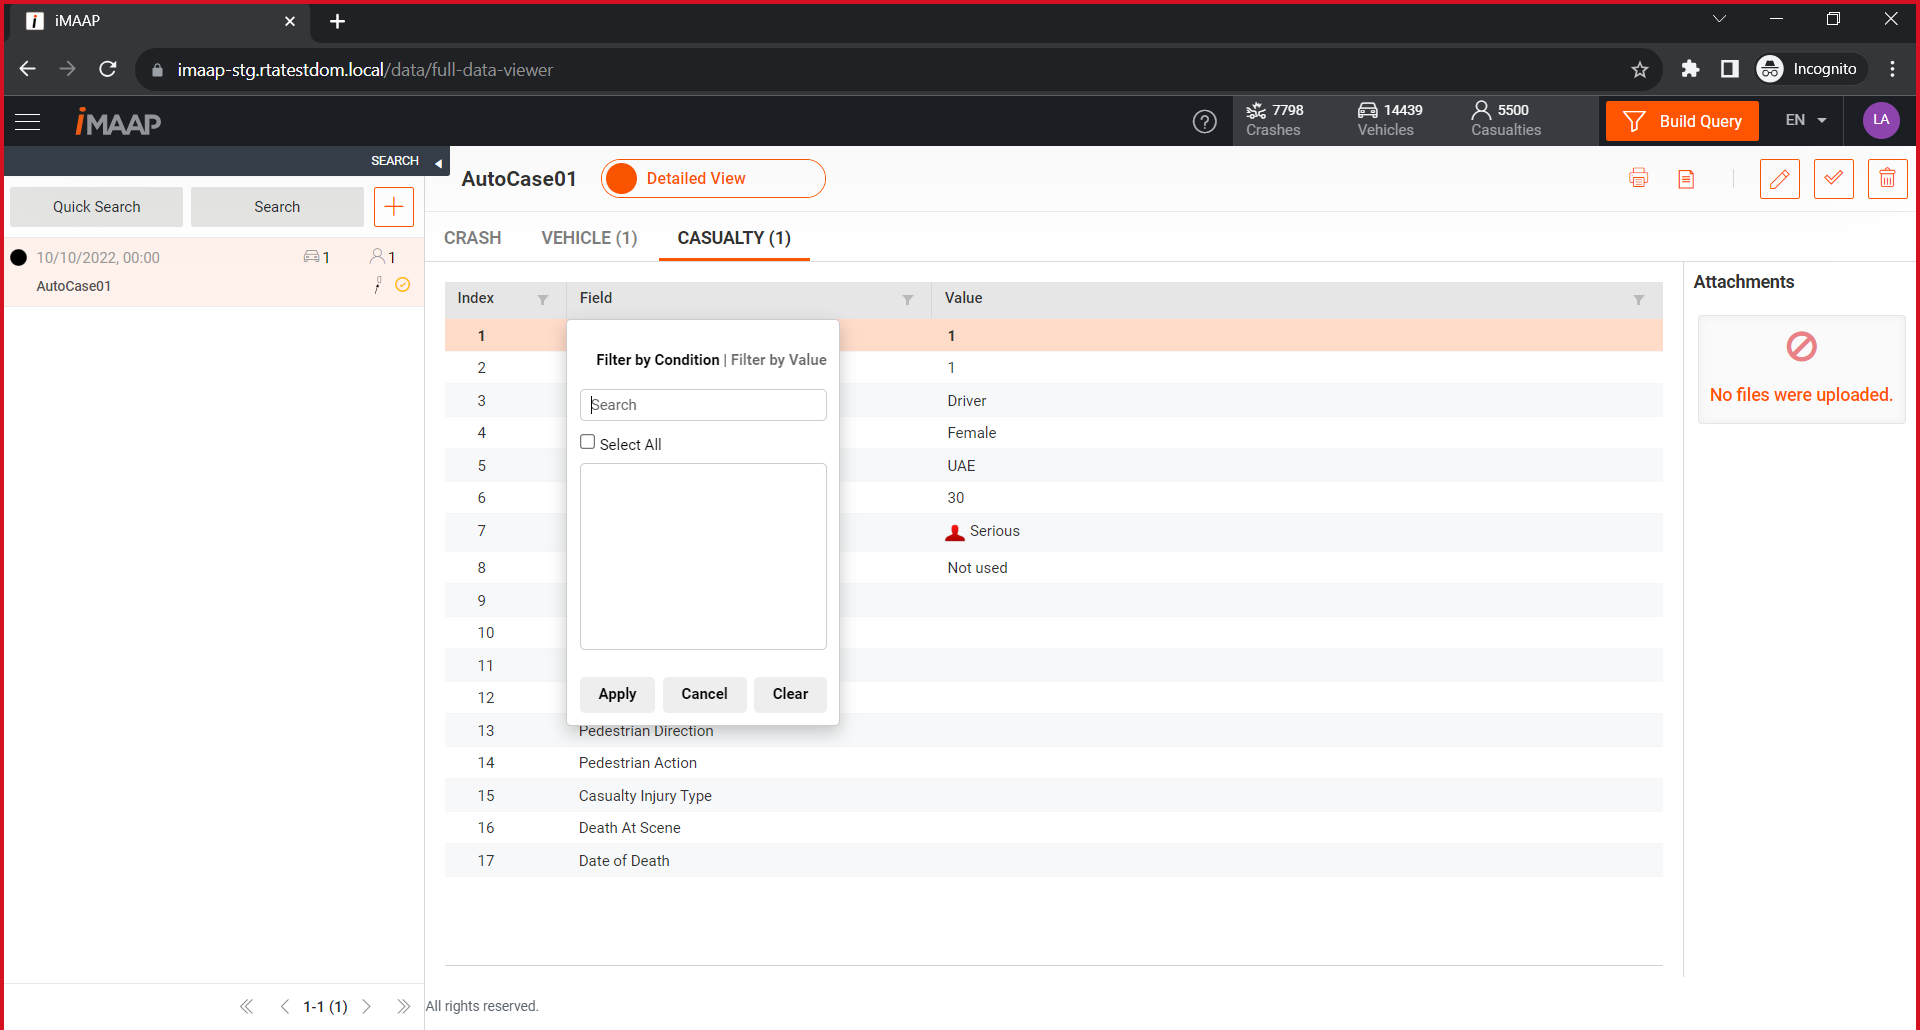 iMAAP
imaap-stg.rtatestdom.local/data/full-data-viewer
Incognito
iMAAP
7798
Crashes
14439
Vehicles
5500
Casualties
Build Query
EN
LA
SEARCH
AutoCase01
Detailed View
Quick Search
Search
CRASH
VEHICLE (1)
CASUALTY (1)
10/10/2022, 00:00
1
1
AutoCase01
Attachments
No files were uploaded.
Index
Field
Value
1
1
2
1
3
Driver
4
Female
5
UAE
6
30
7
Serious
8
Not used
9
10
11
12
13
Pedestrian Direction
14
Pedestrian Action
15
Casualty Injury Type
16
Death At Scene
17
Date of Death
Filter by Condition | Filter by Value
Search
Select All
Apply
Cancel
Clear
1-1 (1)
All rights reserved.